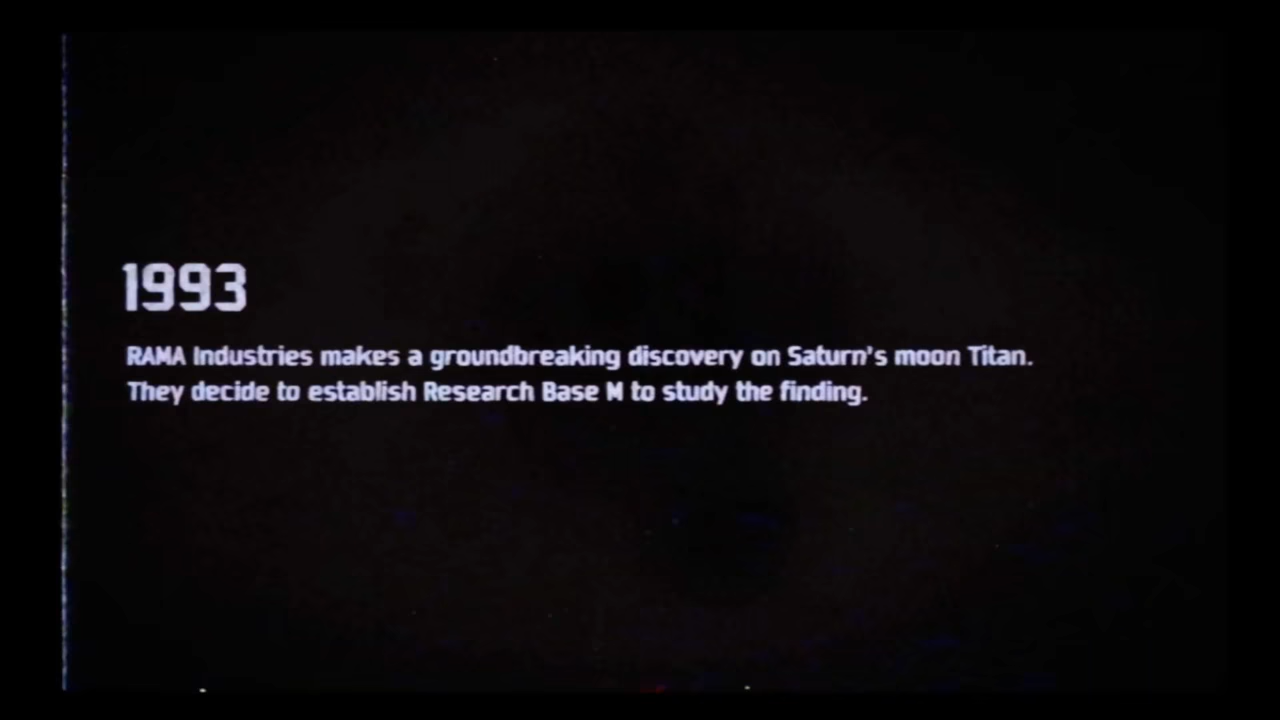 1993
RAMA Industries makes a groundbreaking discovery on Saturn's moon Titan.
They decide to establish Research Base M to study the finding.